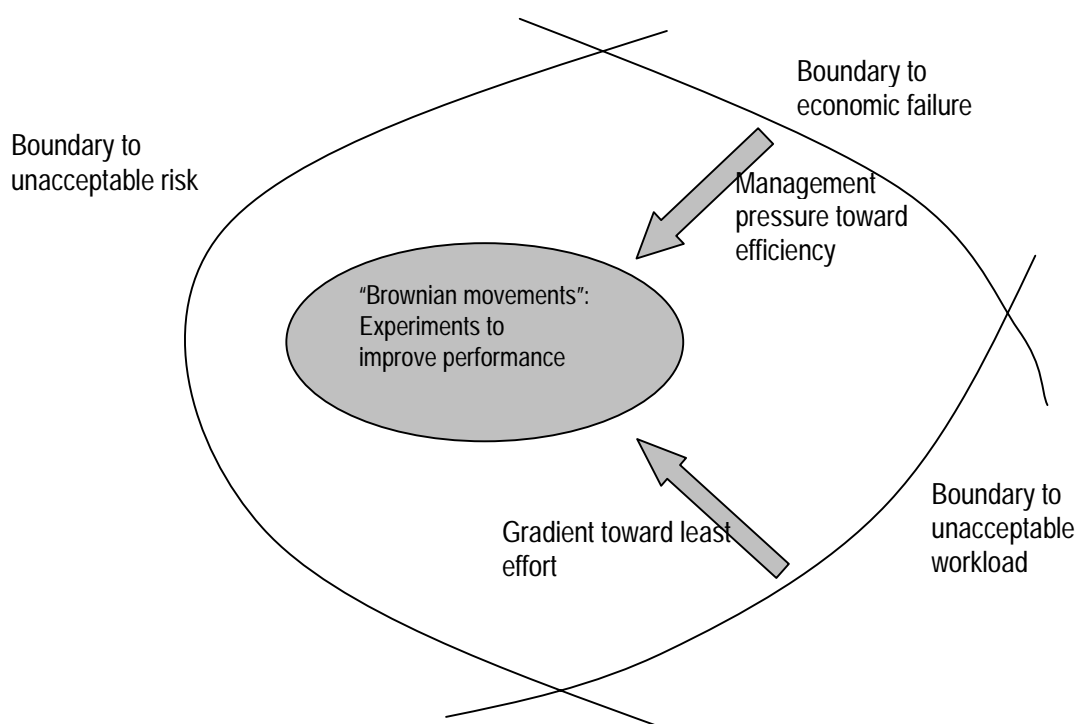 Boundary to
economic failure
Boundary to
unacceptable risk
Management
pressure toward
efficiency
“Brownian movements”:
Experiments to
improve performance
Boundary to
unacceptable
workload
Gradient toward least
effort